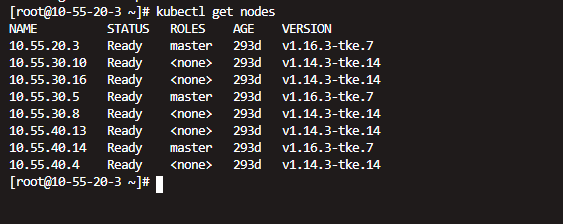 [root@10-55-20-3 ~]# kubectl get nodes
NAME STATUS ROLES AGE VERSION
10.55.20.3 Ready master 293d v1.16.3-tke.7
10.55.30.10 Ready <none> 293d v1.14.3-tke.14
10.55.30.16 Ready <none> 293d v1.14.3-tke.14
10.55.30.5 Ready master 293d v1.16.3-tke.7
10.55.30.8 Ready <none> 293d v1.14.3-tke.14
10.55.40.13 Ready <none> 293d v1.14.3-tke.14
10.55.40.14 Ready master 293d v1.16.3-tke.7
10.55.40.4 Ready <none> 293d v1.14.3-tke.14
[root@10-55-20-3 ~]#